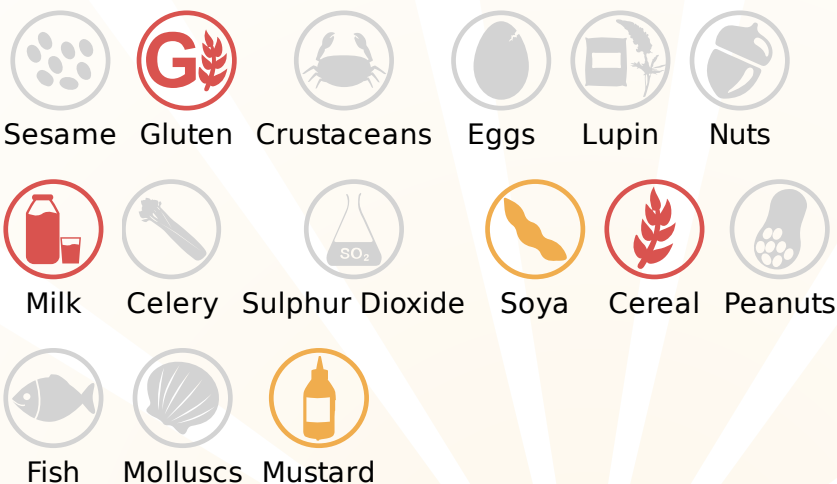 G
Sesame Gluten Crustaceans Eggs Lupin Nuts
SO₂
Milk Celery Sulphur Dioxide Soya Cereal Peanuts
Fish Molluscs Mustard